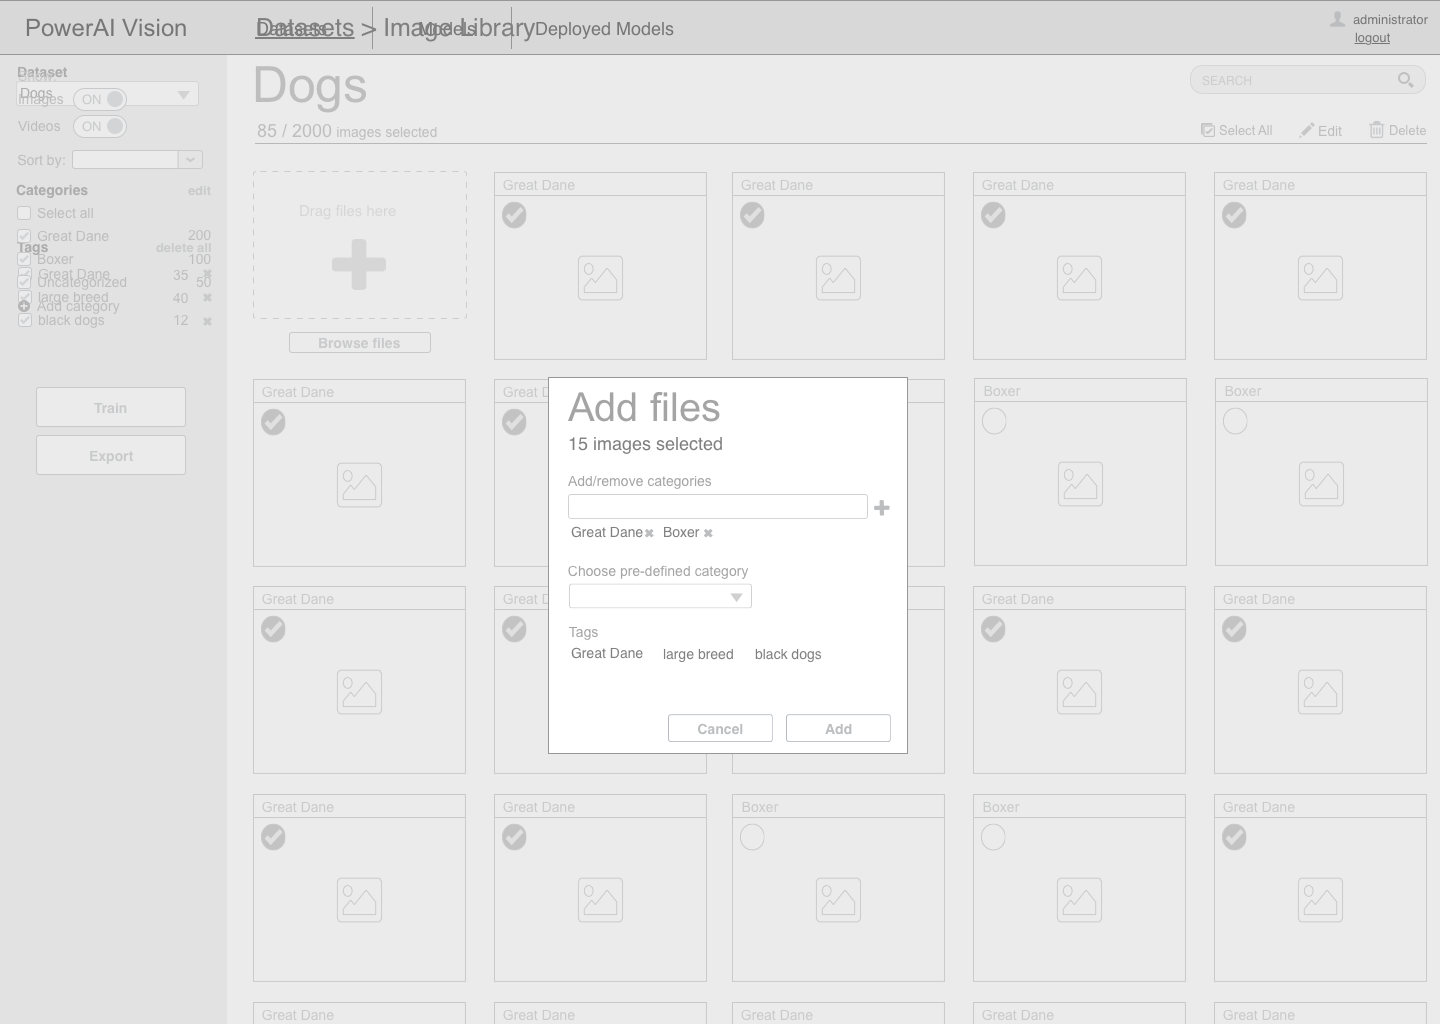 PowerAI Vision
Datasets > Image Library
Datasets
Models
Deployed Models
administrator
logout
Dataset
Show:
Dogs
Images ON
Videos ON
Sort by:
Categories edit
Select all
Great Dane 200
Tags delete all
Boxer 100
Great Dane 35
Uncategorized 50
large breed 40
Add category
black dogs 12
Train
Export
Dogs
SEARCH
85 / 2000 images selected
Select All Edit Delete
Drag files here
Browse files
Great Dane
Great Dane
Great Dane
Great Dane
Great Dane
Great D
Boxer
Boxer
Add files
15 images selected
Add/remove categories
Great Dane Boxer
Choose pre-defined category
Tags
Great Dane large breed black dogs
Cancel Add
Great Dane
Great D
Great Dane
Great Dane
Great Dane
Great Dane
Boxer
Boxer
Great Dane
Great Dane
Great Dane
Great Dane
Great Dane
Great Dane